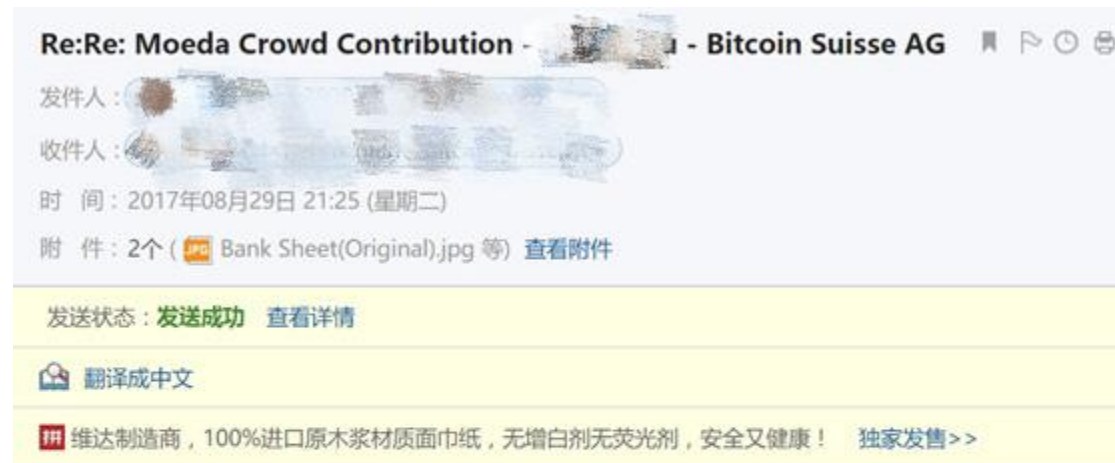 Re:Re: Moeda Crowd Contribution - - Bitcoin Suisse AG
发件人：
收件人：
时 间：2017年08月29日 21:25 (星期二)
附 件：2个 ( JPG Bank Sheet(Original).jpg 等) 查看附件
发送状态：发送成功 查看详情
翻译成中文
拼 维达制造商，100%进口原木浆材质面巾纸，无增白剂无荧光剂，安全又健康！ 独家发售>>